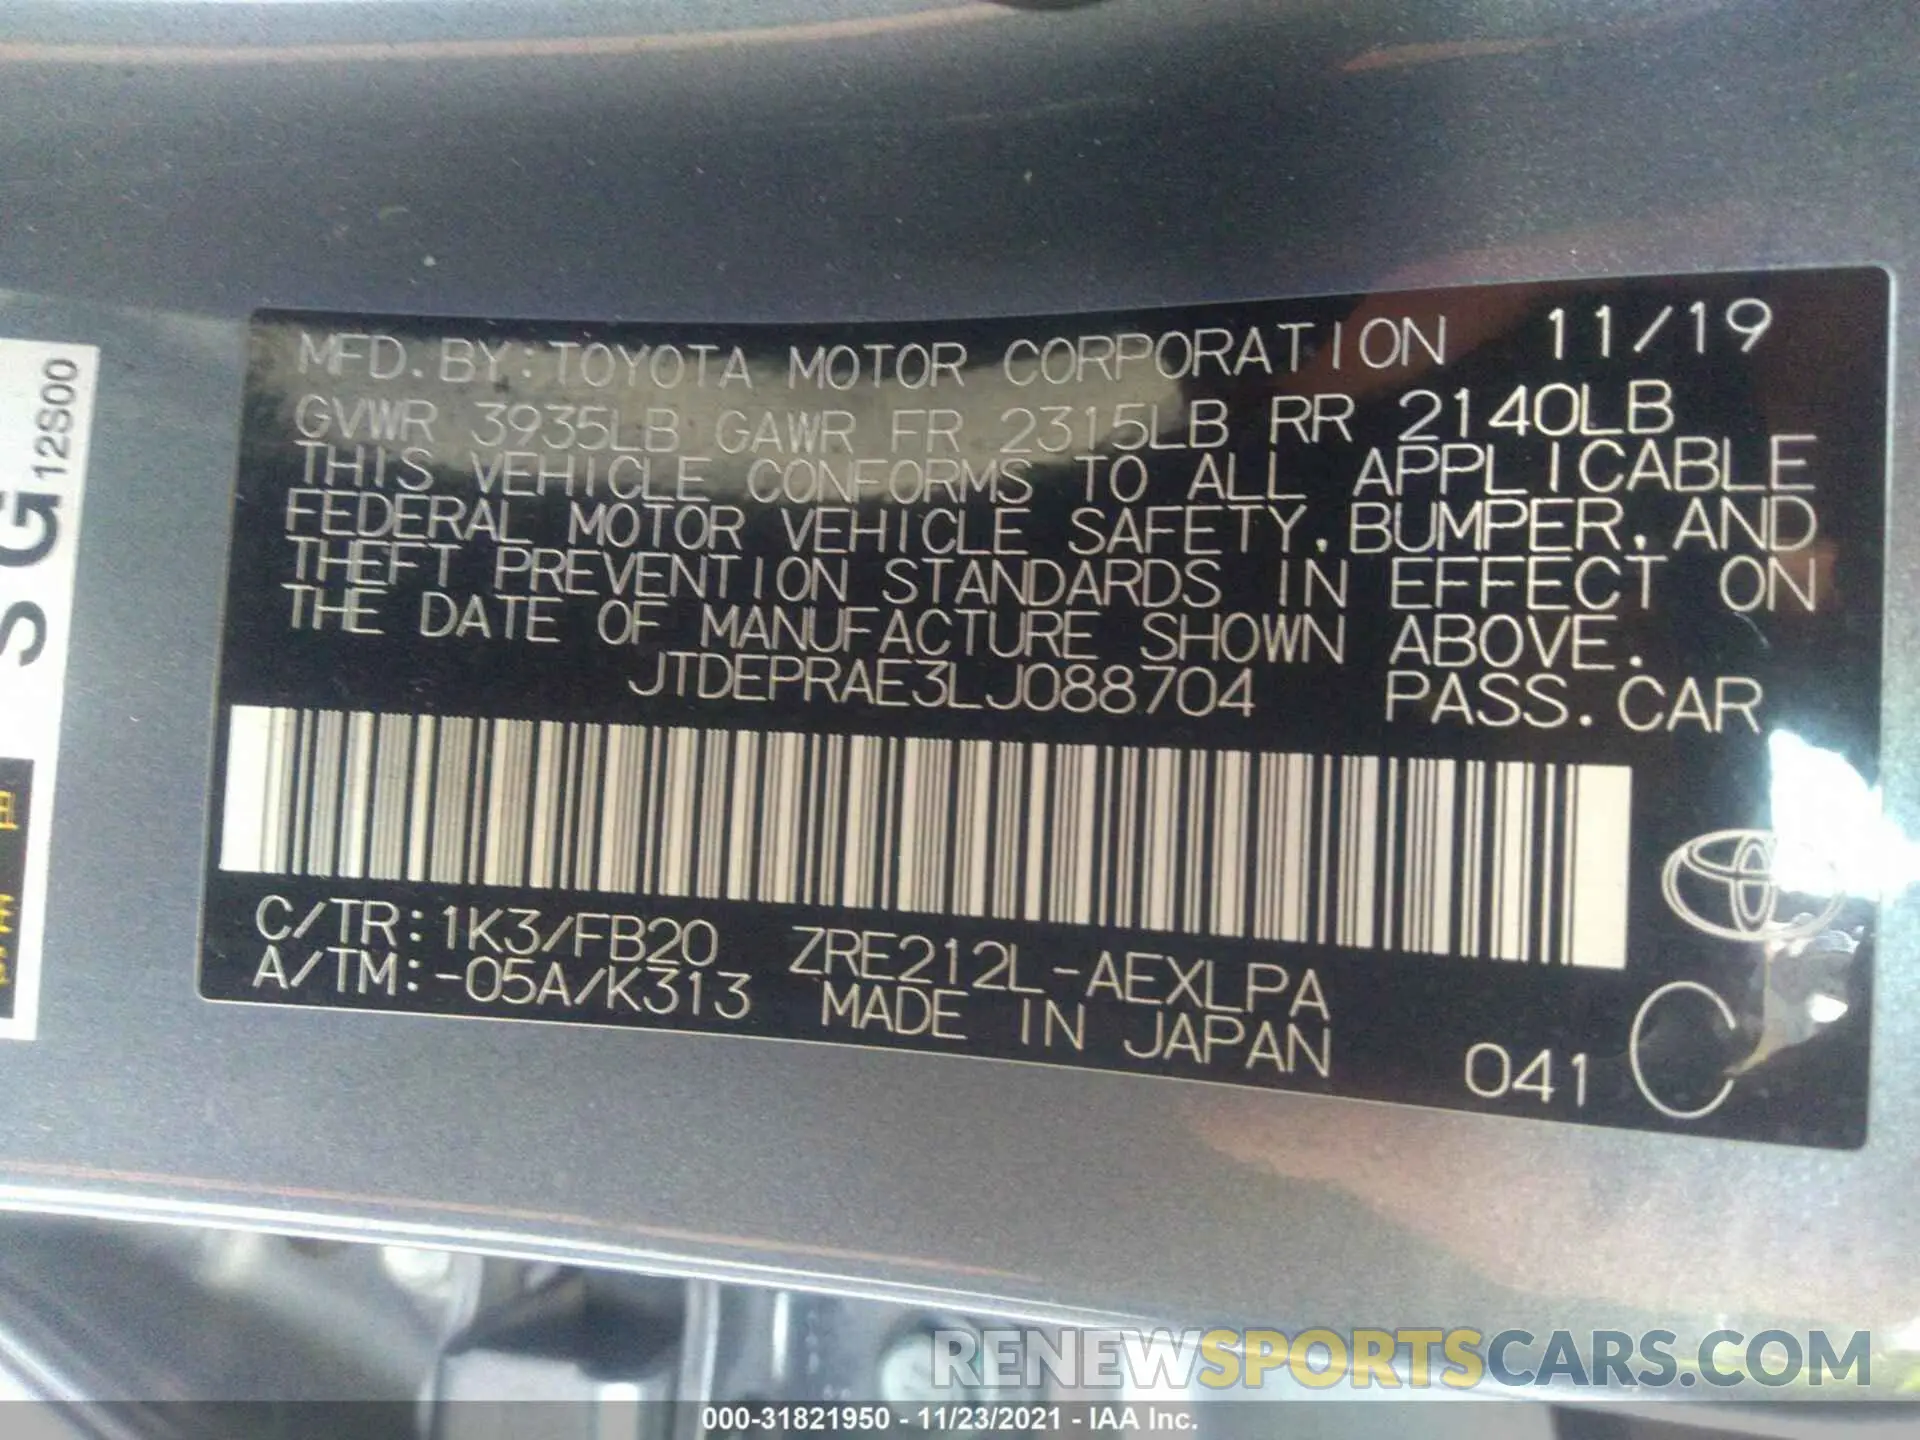 MFD.BY:TOYOTA MOTOR CORPORATION 11/19
GVWR 3935LB GAWR FR 2315LB RR 2140LB
THIS VEHICLE CONFORMS TO ALL APPLICABLE
FEDERAL MOTOR VEHICLE SAFETY,BUMPER,AND
THEFT PREVENTION STANDARDS IN EFFECT ON
THE DATE OF MANUFACTURE SHOWN ABOVE.
JTDEPRAE3LJ088704 PASS.CAR
C/TR:1K3/FB20 ZRE212L-AEXLPA
A/TM:-05A/K313 MADE IN JAPAN
041 C
SG 12S00
RENEWSPORTSCARS.COM
000-31821950 - 11/23/2021 - IAA Inc.